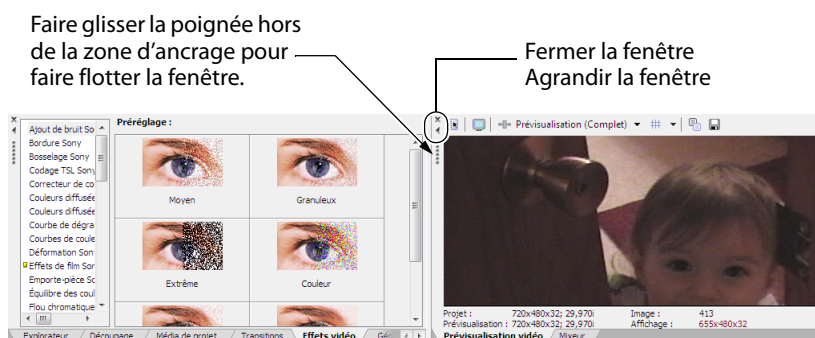 Faire glisser la poignée hors
de la zone d'ancrage pour
faire flotter la fenêtre.
Fermer la fenêtre
Agrandir la fenêtre
Ajout de bruit So
Bordure Sony
Bosselage Sony
Codage TSL Sony
Correcteur de co
Couleurs diffusée
Couleurs diffusée
Courbe de dégra
Courbes de coule
Déformation Son
Effets de film Sor
Emporte-pièce Sc
Équilibre des coul
Flou chromatique
Préréglage :
Moyen
Granuleux
Extrême
Couleur
Explorateur
Découpage
Média de projet
Transitions
Effets vidéo
Gé
Prévisualisation (Complet)
Projet : 720x480x32; 29,970i Image : 413
Prévisualisation : 720x480x32; 29,970i Affichage : 655x480x32
Prévisualisation vidéo
Mixeur